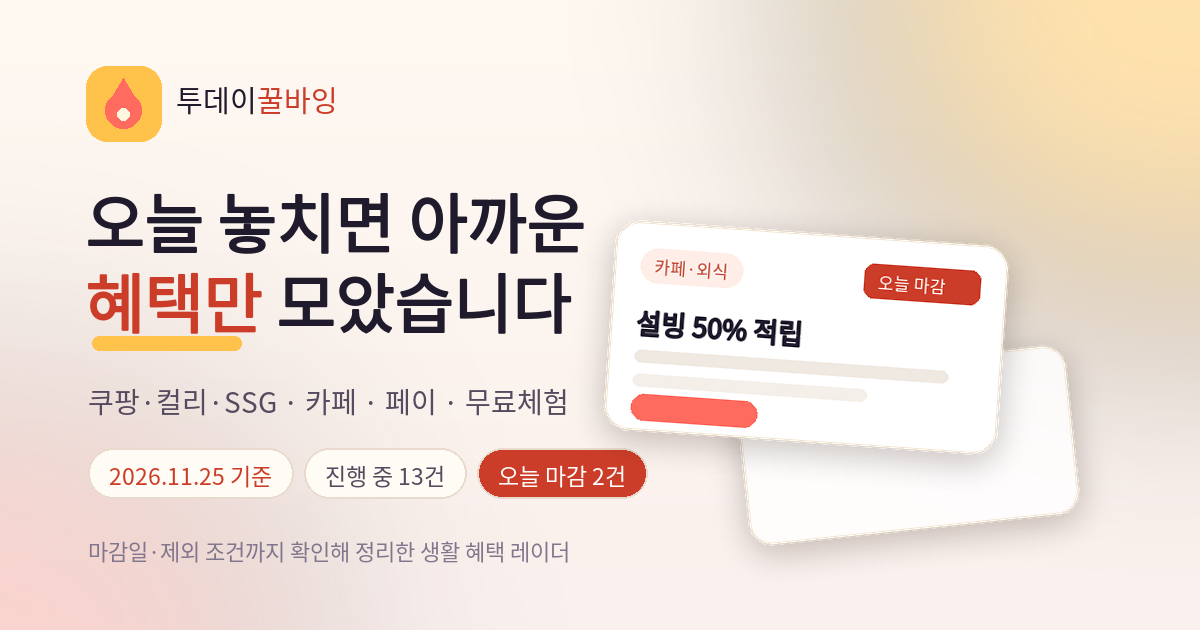 투데이꿀바잉
오늘 놓치면 아까운
혜택만 모았습니다
쿠팡·컬리·SSG · 카페 · 페이 · 무료체험
2026.11.25 기준
진행 중 13건
오늘 마감 2건
마감일·제외 조건까지 확인해 정리한 생활 혜택 레이더
카페·외식
오늘 마감
설빙 50% 적립